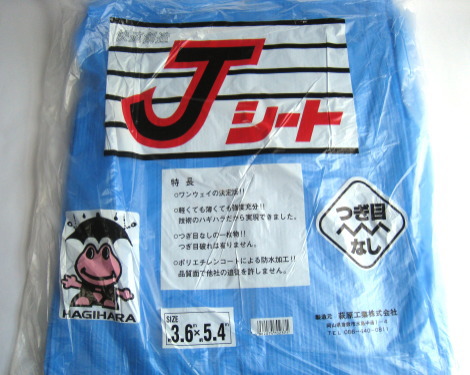 Jシート
特長
○ワンウェイの決定版!!
○軽くても薄くても強度充分!!
技術のハギハラだから実現できました。
○つぎ目なしの一枚物!!
つぎ目破れは有りません。
○ポリエチレンコートによる防水加工!!
品質面で他社の追従を許しません。
つぎ目
なし
HAGIHARA
SIZE
3.6 × 5.4
製造元 萩原工業株式会社